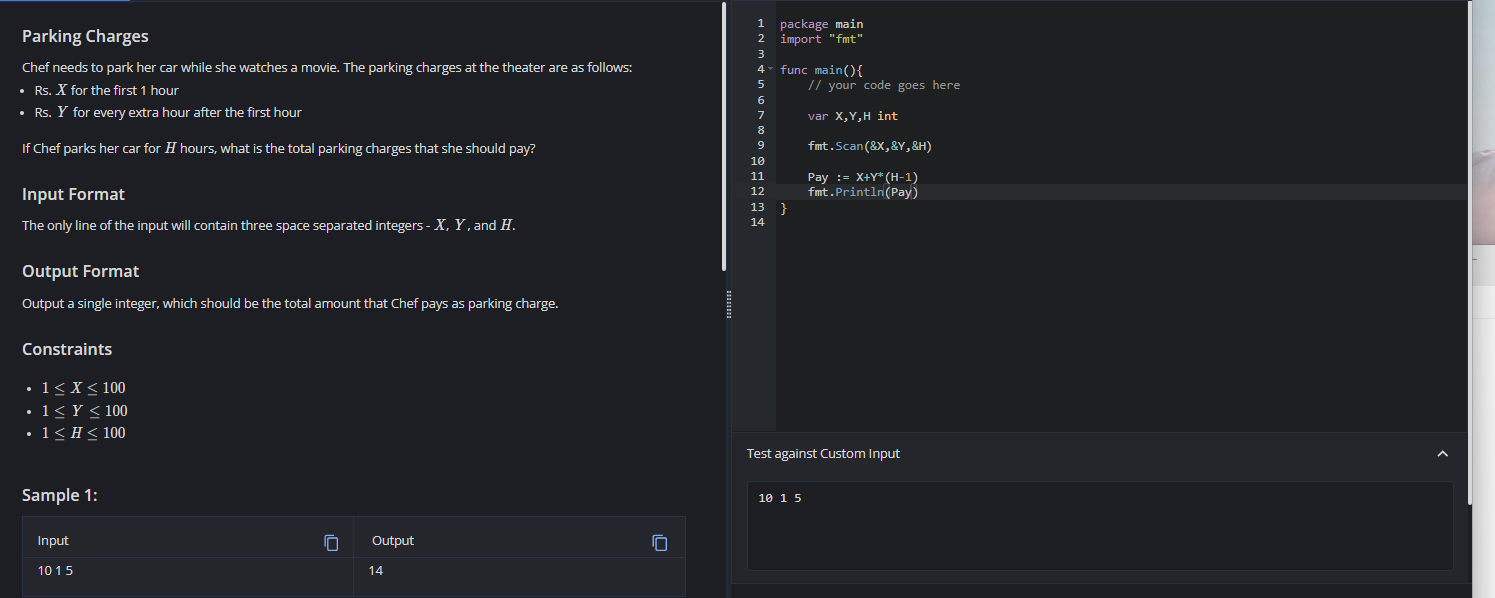 Parking Charges
Chef needs to park her car while she watches a movie. The parking charges at the theater are as follows:
• Rs. X for the first 1 hour
• Rs. Y for every extra hour after the first hour
If Chef parks her car for H hours, what is the total parking charges that she should pay?
Input Format
The only line of the input will contain three space separated integers - X, Y, and H.
Output Format
Output a single integer, which should be the total amount that Chef pays as parking charge.
Constraints
• 1 ≤ X ≤ 100
• 1 ≤ Y ≤ 100
• 1 ≤ H ≤ 100
Sample 1:
Input Output
10 1 5 14
1 package main
2 import "fmt"
3
4 func main(){
5 // your code goes here
6
7 var X,Y,H int
8
9 fmt.Scan(&X,&Y,&H)
10
11 Pay := X+Y*(H-1)
12 fmt.Println(Pay)
13 }
14
Test against Custom Input
10 1 5